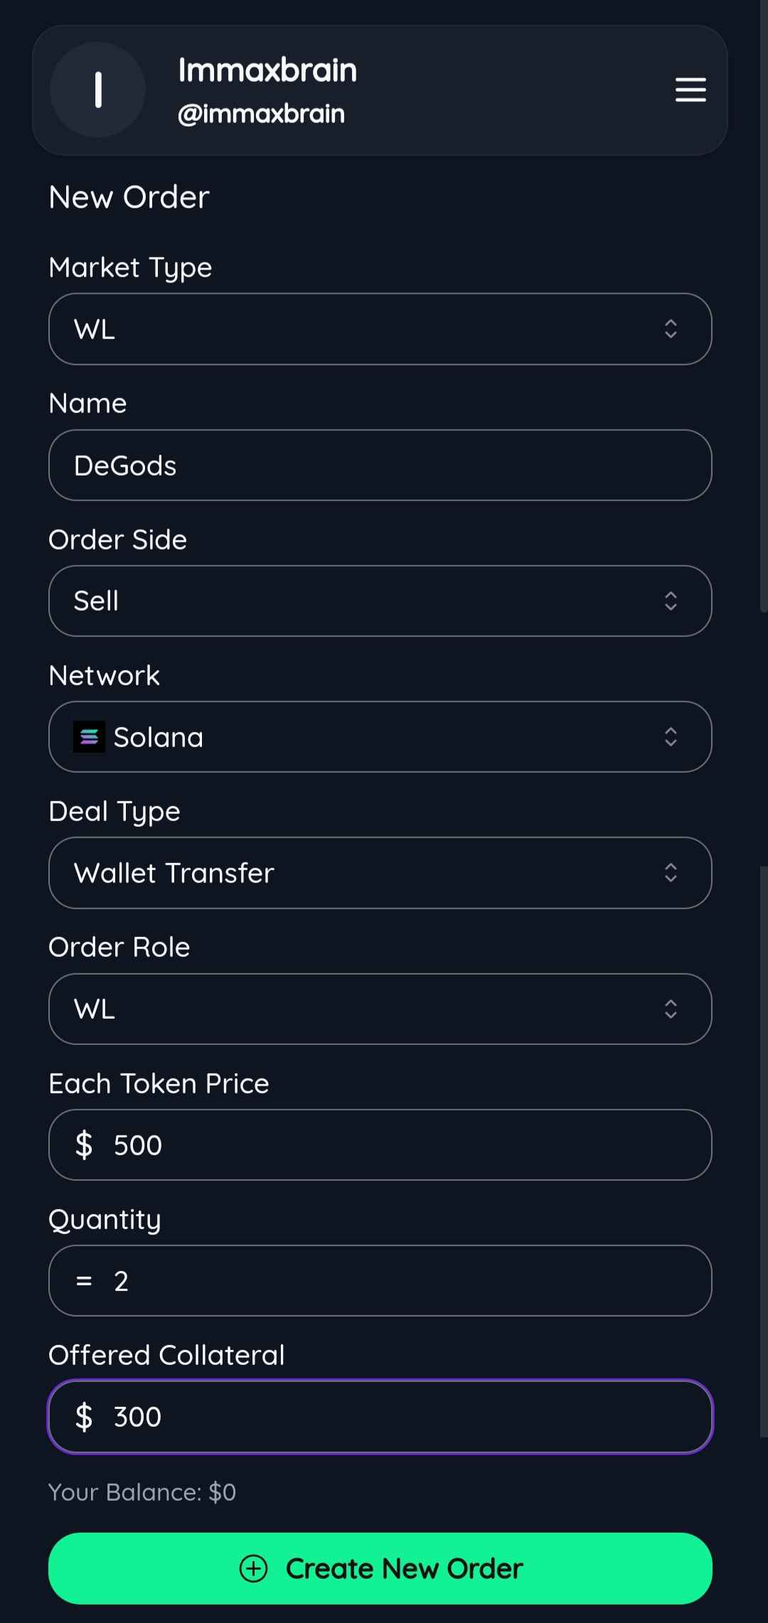 I
Immaxbrain
@immaxbrain
New Order
Market Type
WL
Name
DeGods
Order Side
Sell
Network
Solana
Deal Type
Wallet Transfer
Order Role
WL
Each Token Price
$ 500
Quantity
= 2
Offered Collateral
$ 300
Your Balance: $0
Create New Order